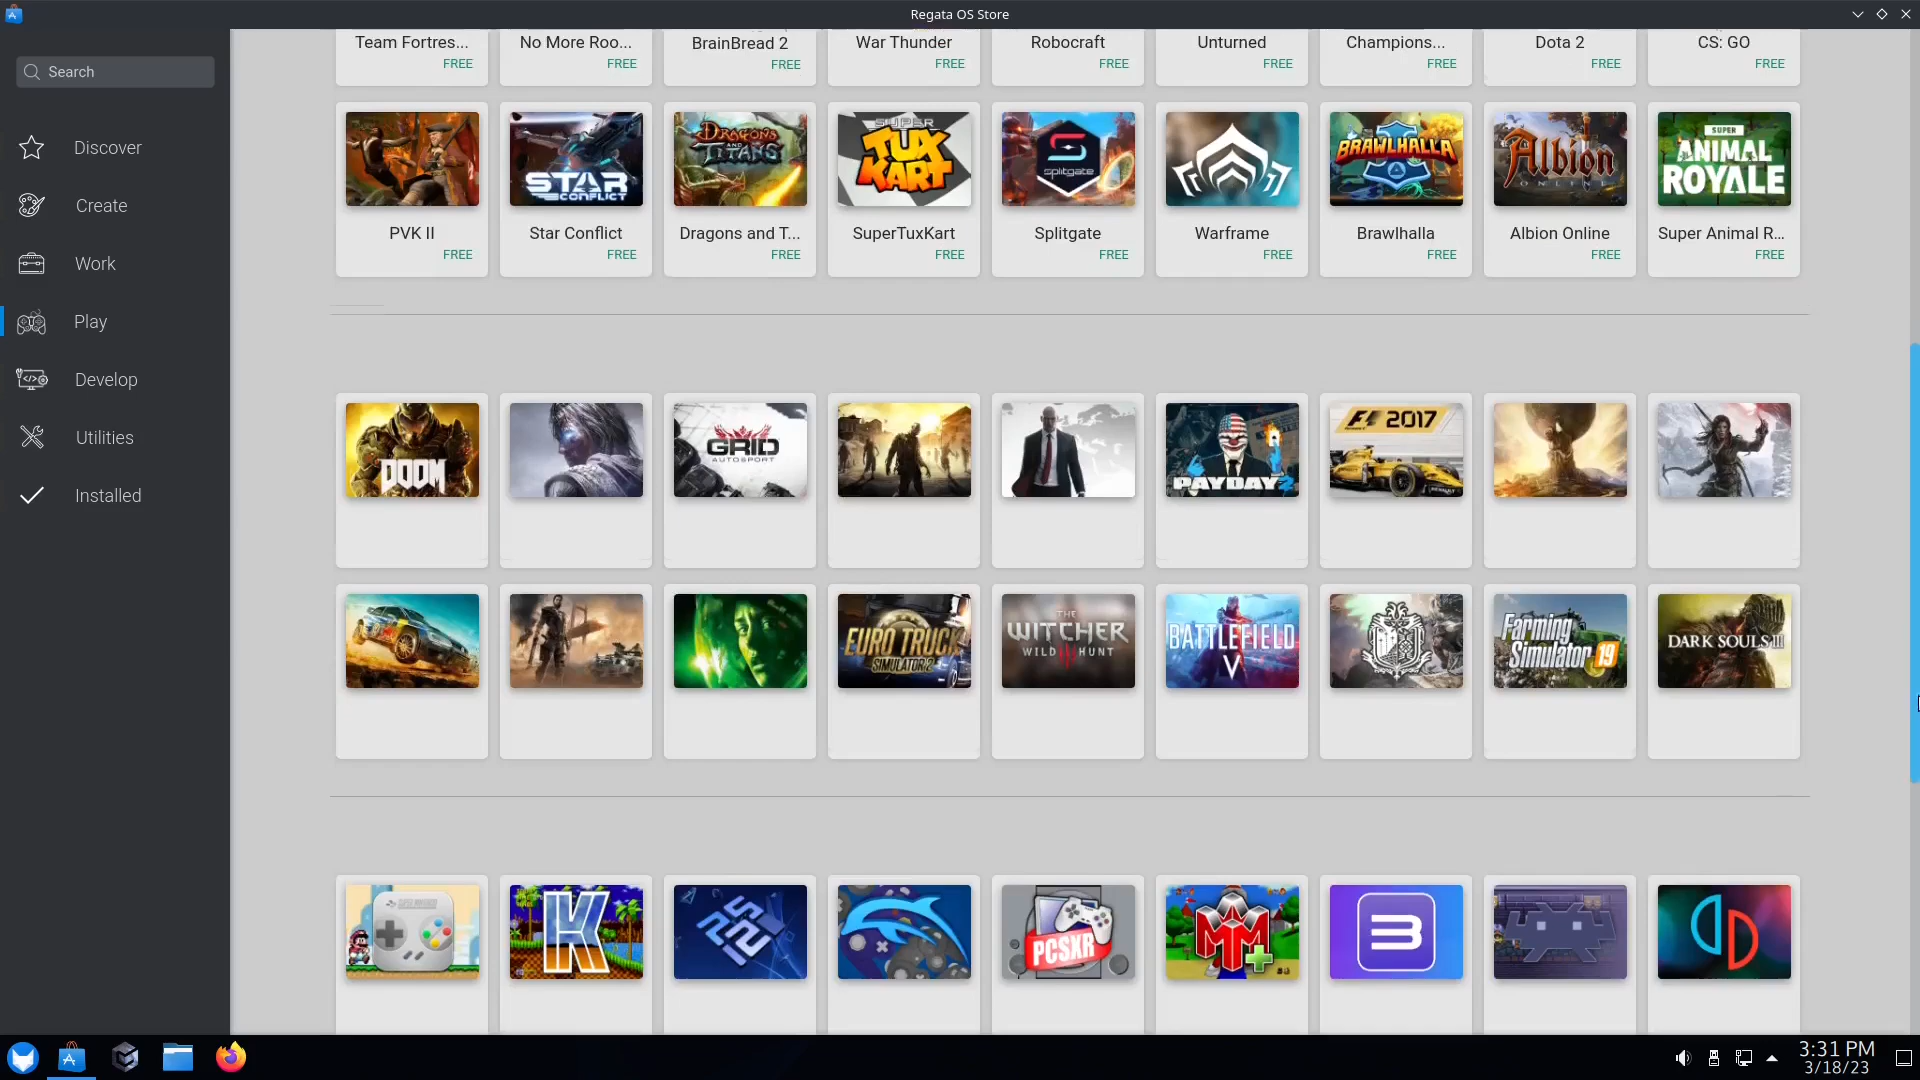 Regata OS Store
Search
Discover
Create
Work
Play
Develop
Utilities
Installed
Team Fortres... No More Roo... BrainBread 2 War Thunder Robocraft Unturned Champions... Dota 2 CS: GO
FREE FREE FREE FREE FREE FREE FREE FREE FREE
STAR CONFLICT
DRAGONS AND TITANS
SUPER TUX KART
splitgate
BRAWLHALLA
Albion ONLINE
SUPER ANIMAL ROYALE
PVK II Star Conflict Dragons and T... SuperTuxKart Splitgate Warframe Brawlhalla Albion Online Super Animal R...
FREE FREE FREE FREE FREE FREE FREE FREE FREE
DOOM
GRID AUTOSPORT
PAYDAY 2
F1 2017
EURO TRUCK SIMULATOR 2
THE WITCHER WILD HUNT
BATTLEFIELD V
Farming Simulator 19
DARK SOULS III
K
PCSXR
M
3
3:31 PM
3/18/23